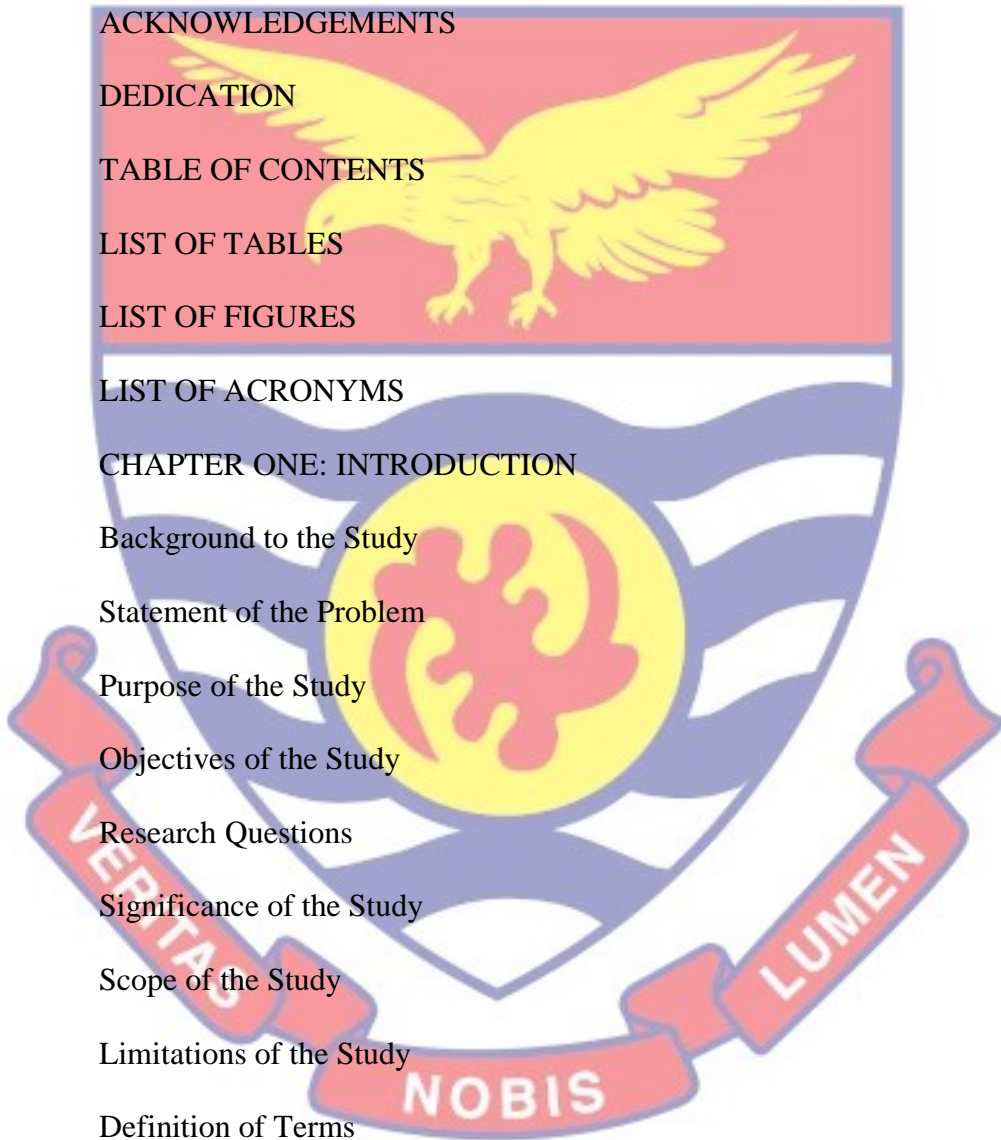 ACKNOWLEDGEMENTS
DEDICATION
TABLE OF CONTENTS
LIST OF TABLES
LIST OF FIGURES
LIST OF ACRONYMS
CHAPTER ONE: INTRODUCTION
Background to the Study
Statement of the Problem
Purpose of the Study
Objectives of the Study
Research Questions
Significance of the Study
Scope of the Study
Limitations of the Study
Definition of Terms
VERITAS
NOBIS
LUMEN